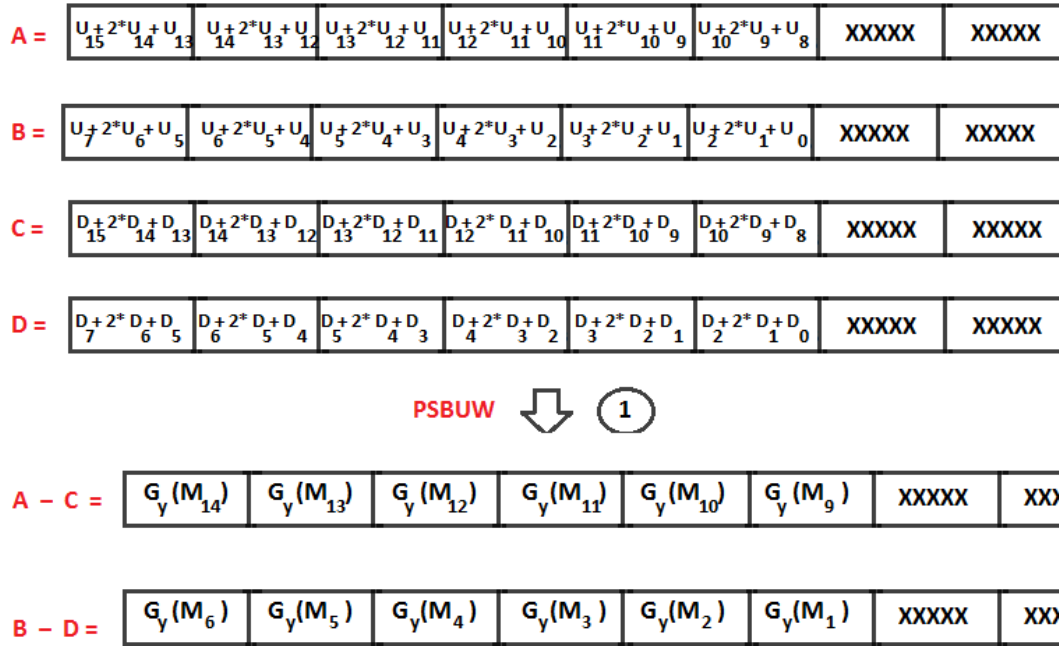 A = U15+2*U14+U13 U14+2*U13+U12 U13+2*U12+U11 U12+2*U11+U10 U11+2*U10+U9 U10+2*U9+U8 XXXXX XXXXX
B = U7+2*U6+U5 U6+2*U5+U4 U5+2*U4+U3 U4+2*U3+U2 U3+2*U2+U1 U2+2*U1+U0 XXXXX XXXXX
C = D15+2*D14+D13 D14+2*D13+D12 D13+2*D12+D11 D12+2*D11+D10 D11+2*D10+D9 D10+2*D9+D8 XXXXX XXXXX
D = D7+2*D6+D5 D6+2*D5+D4 D5+2*D4+D3 D4+2*D3+D2 D3+2*D2+D1 D2+2*D1+D0 XXXXX XXXXX
PSBUW 1
A – C = Gy(M14) Gy(M13) Gy(M12) Gy(M11) Gy(M10) Gy(M9) XXXXX XXX
B – D = Gy(M6) Gy(M5) Gy(M4) Gy(M3) Gy(M2) Gy(M1) XXXXX XXX